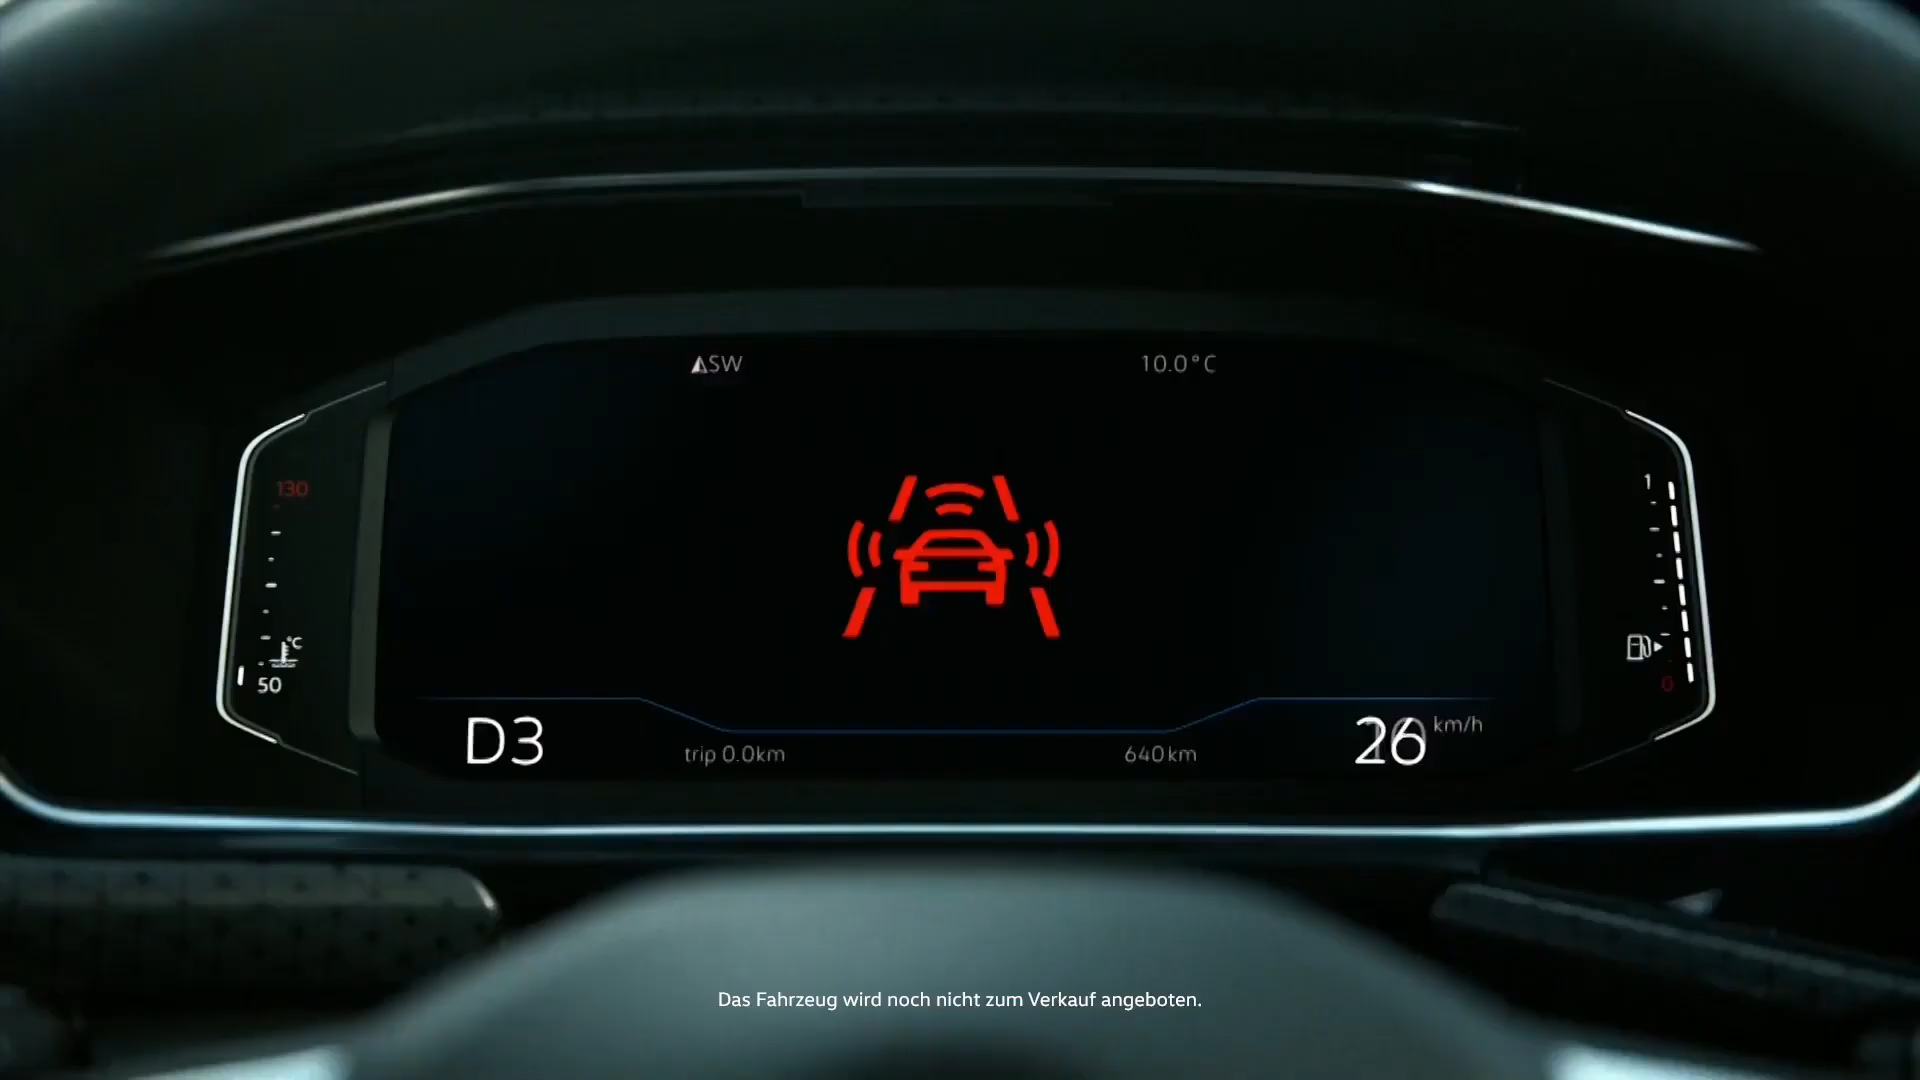 SW
10.0°C
130
1
°C
50
0
D3
26 km/h
trip 0.0km
640km
Das Fahrzeug wird noch nicht zum Verkauf angeboten.